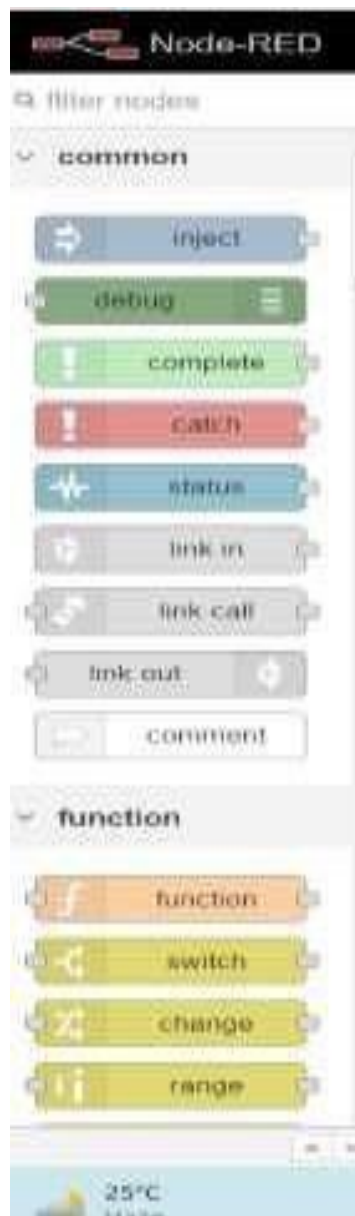 Node-RED
filter nodes
common
inject
debug
complete
catch
status
link in
link call
link out
comment
function
function
switch
change
range
25°C